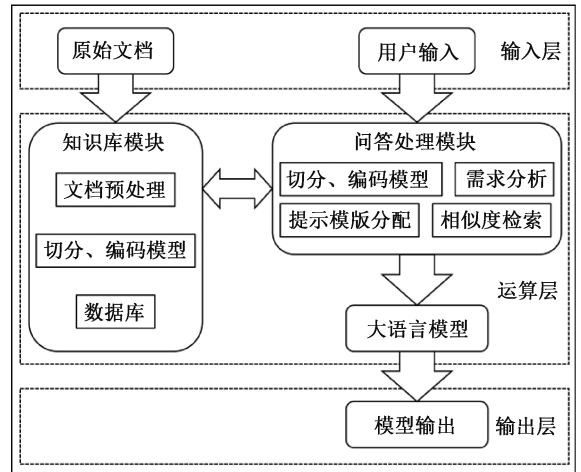 原始文档
用户输入
输入层
知识库模块
文档预处理
切分、编码模型
数据库
问答处理模块
切分、编码模型
需求分析
提示模版分配
相似度检索
运算层
大语言模型
模型输出
输出层